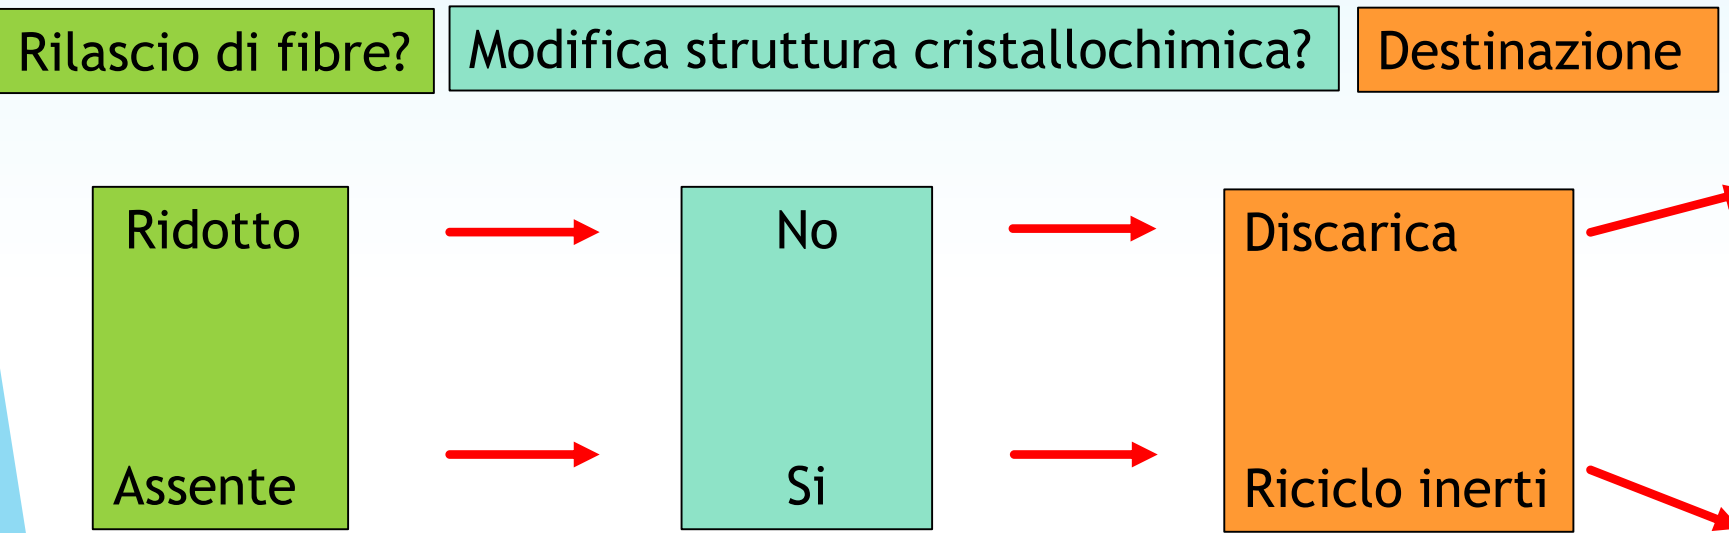 Rilascio di fibre?
Modifica struttura cristallochimica?
Destinazione
Ridotto
No
Discarica
Assente
Si
Riciclo inerti